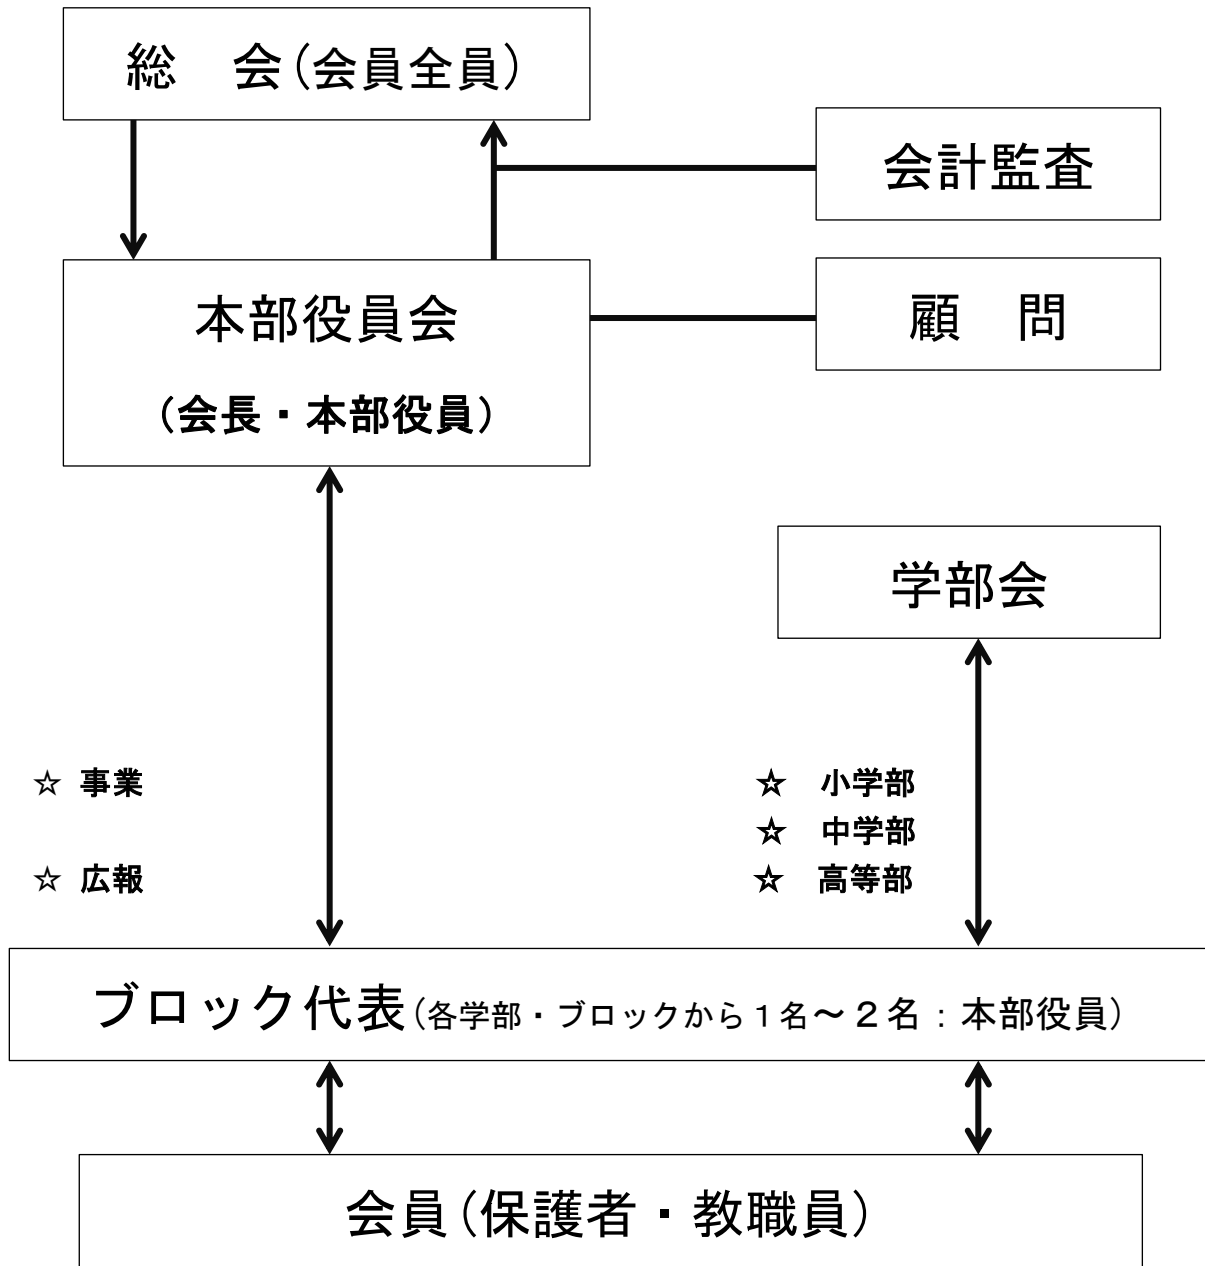 総　会(会員全員)
会計監査
本部役員会
(会長・本部役員)
顧　問
学部会
☆ 事業
☆ 広報
☆　小学部
☆　中学部
☆　高等部
ブロック代表(各学部・ブロックから１名～２名：本部役員)
会員(保護者・教職員)